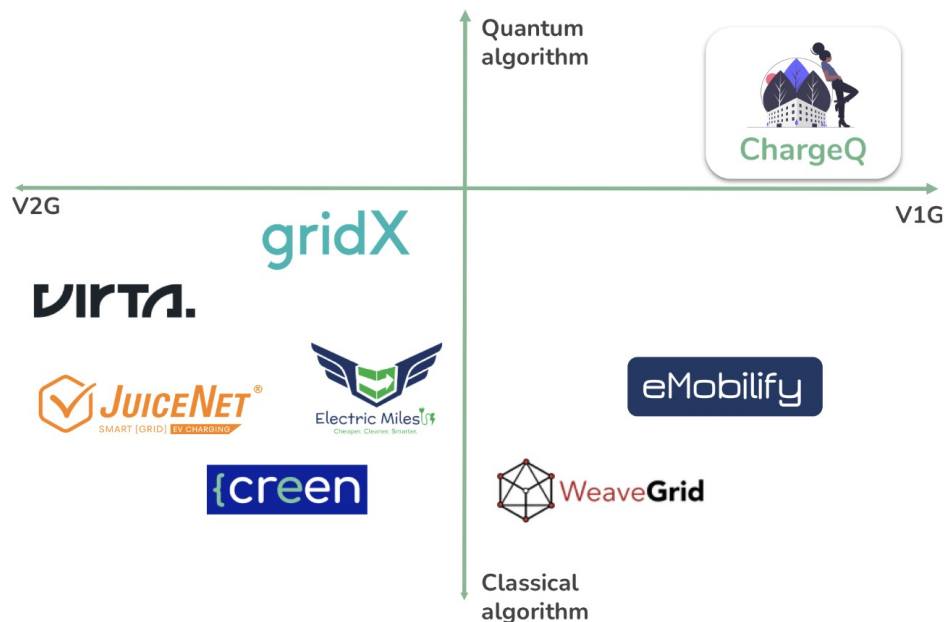 Quantum
algorithm
ChargeQ
V2G
V1G
gridX
VIRTA.
JUICENET®
SMART [GRID] EV CHARGING
Electric Miles
Cheaper. Cleaner. Smarter.
eMobilify
{creen
WeaveGrid
Classical
algorithm